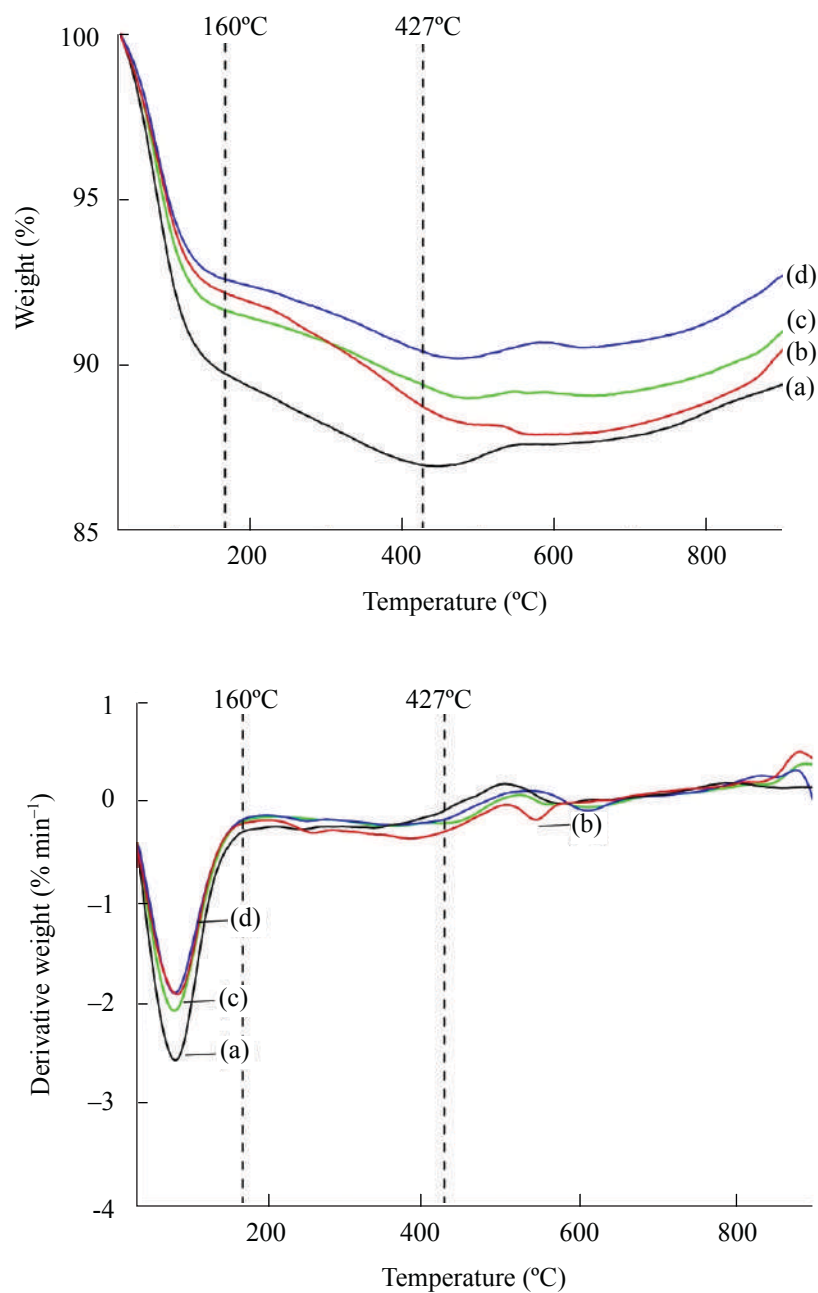 160ºC 427ºC
100
95
90
85
Weight (%)
(d)
(c)
(b)
(a)
200 400 600 800
Temperature (ºC)
160ºC 427ºC
1
0
–1
–2
–3
-4
Derivative weight (% min–1)
(b)
(d)
(c)
(a)
200 400 600 800
Temperature (ºC)